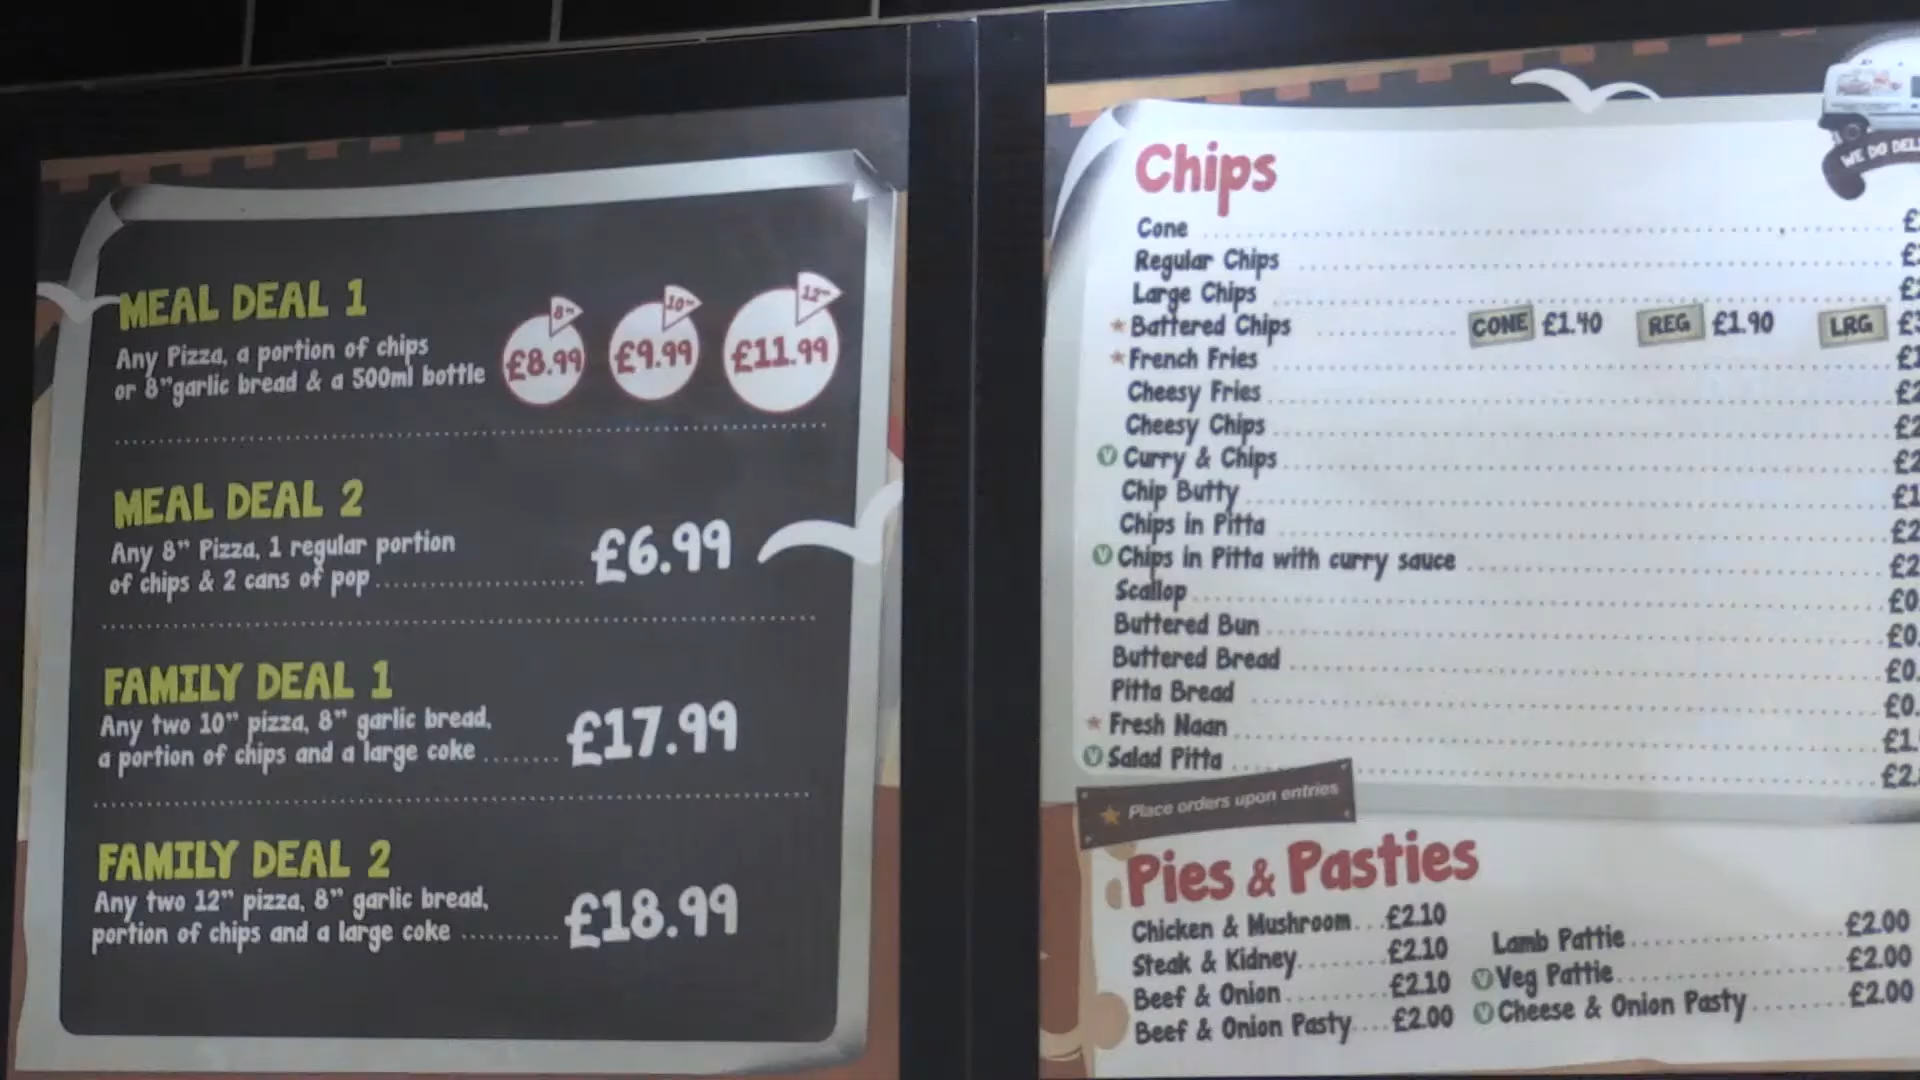 MEAL DEAL 1
Any Pizza, a portion of chips
or 8" garlic bread & a 500ml bottle
8" £8.99
10" £9.99
12" £11.99
MEAL DEAL 2
Any 8" Pizza, 1 regular portion
of chips & 2 cans of pop £6.99
FAMILY DEAL 1
Any two 10" pizza, 8" garlic bread,
a portion of chips and a large coke £17.99
FAMILY DEAL 2
Any two 12" pizza, 8" garlic bread,
portion of chips and a large coke £18.99
WE DO
Chips
Cone
Regular Chips
Large Chips
Battered Chips CONE £1.40 REG £1.90 LRG
French Fries
Cheesy Fries
Cheesy Chips
V Curry & Chips
Chip Butty
Chips in Pitta
V Chips in Pitta with curry sauce
Scallop
Buttered Bun
Buttered Bread
Pitta Bread
Fresh Naan
V Salad Pitta
Place orders upon entries
Pies & Pasties
Chicken & Mushroom £2.10
Steak & Kidney £2.10
Beef & Onion £2.10
Beef & Onion Pasty £2.00
Lamb Pattie £2.00
V Veg Pattie £2.00
V Cheese & Onion Pasty £2.00